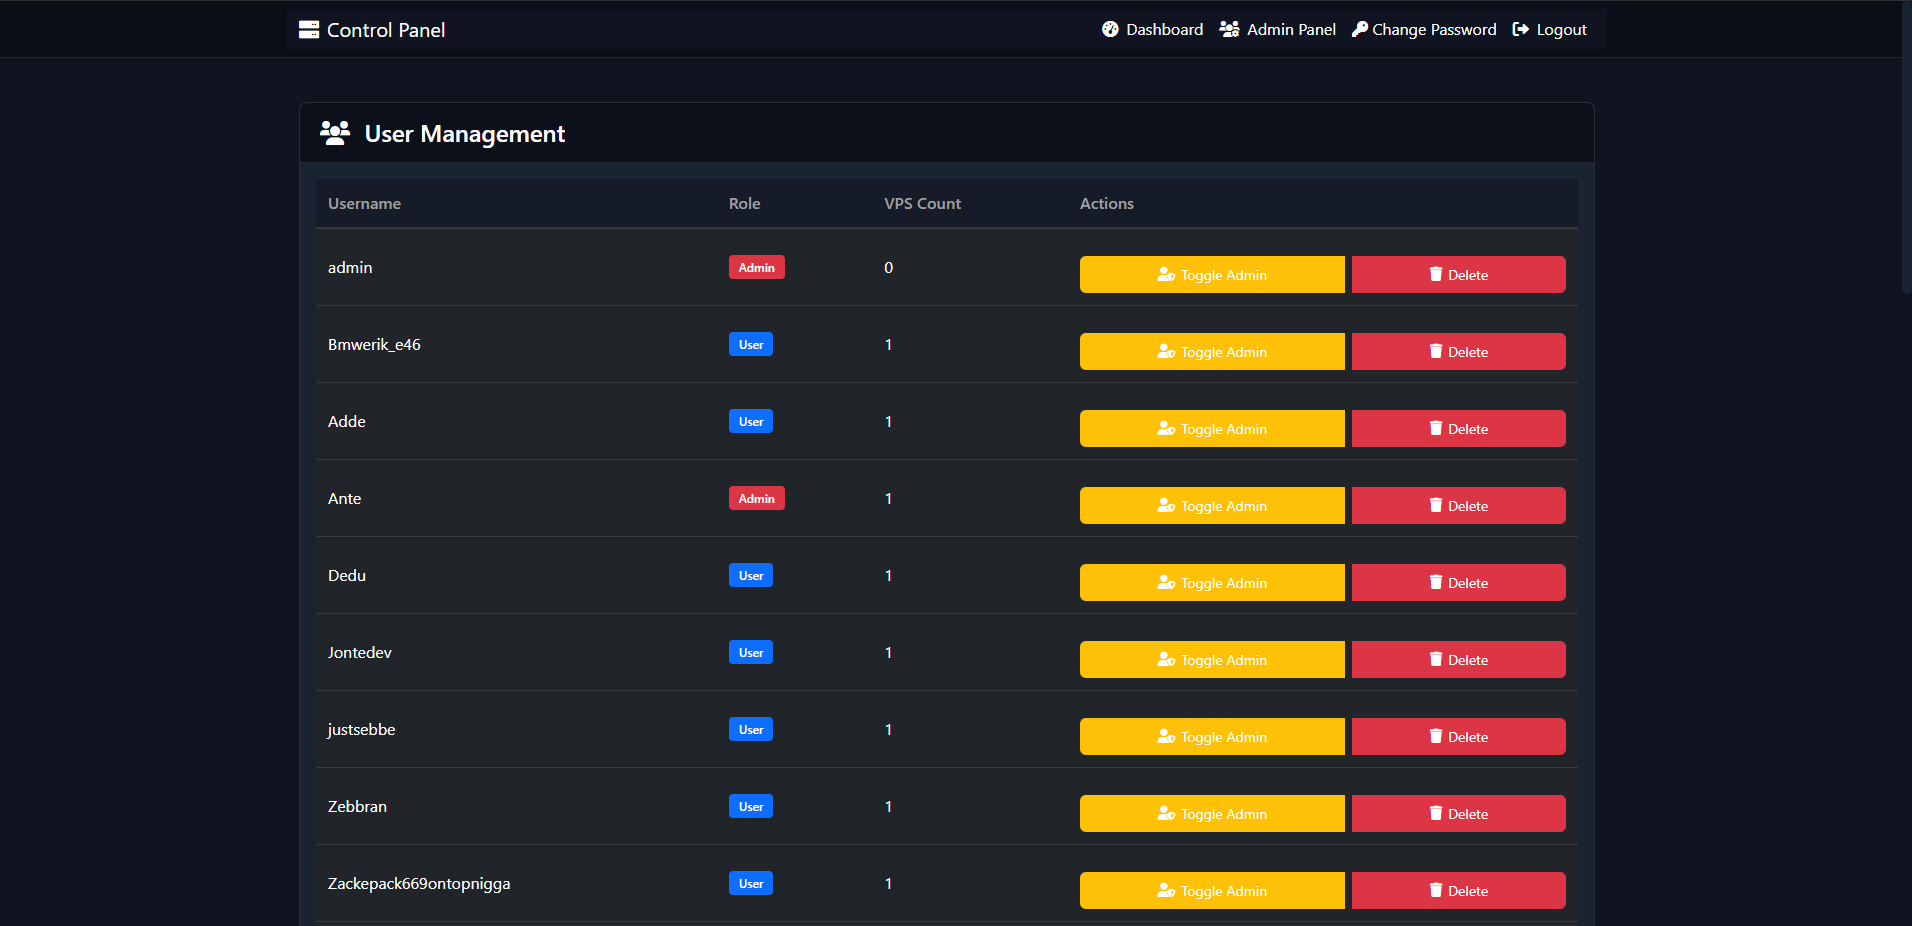 Control Panel Dashboard Admin Panel Change Password Logout
User Management
Username Role VPS Count Actions
admin Admin 0 Toggle Admin Delete
Bmwerik_e46 User 1 Toggle Admin Delete
Adde User 1 Toggle Admin Delete
Ante Admin 1 Toggle Admin Delete
Dedu User 1 Toggle Admin Delete
Jontedev User 1 Toggle Admin Delete
justsebbe User 1 Toggle Admin Delete
Zebbran User 1 Toggle Admin Delete
Zackepack669ontopnigga User 1 Toggle Admin Delete